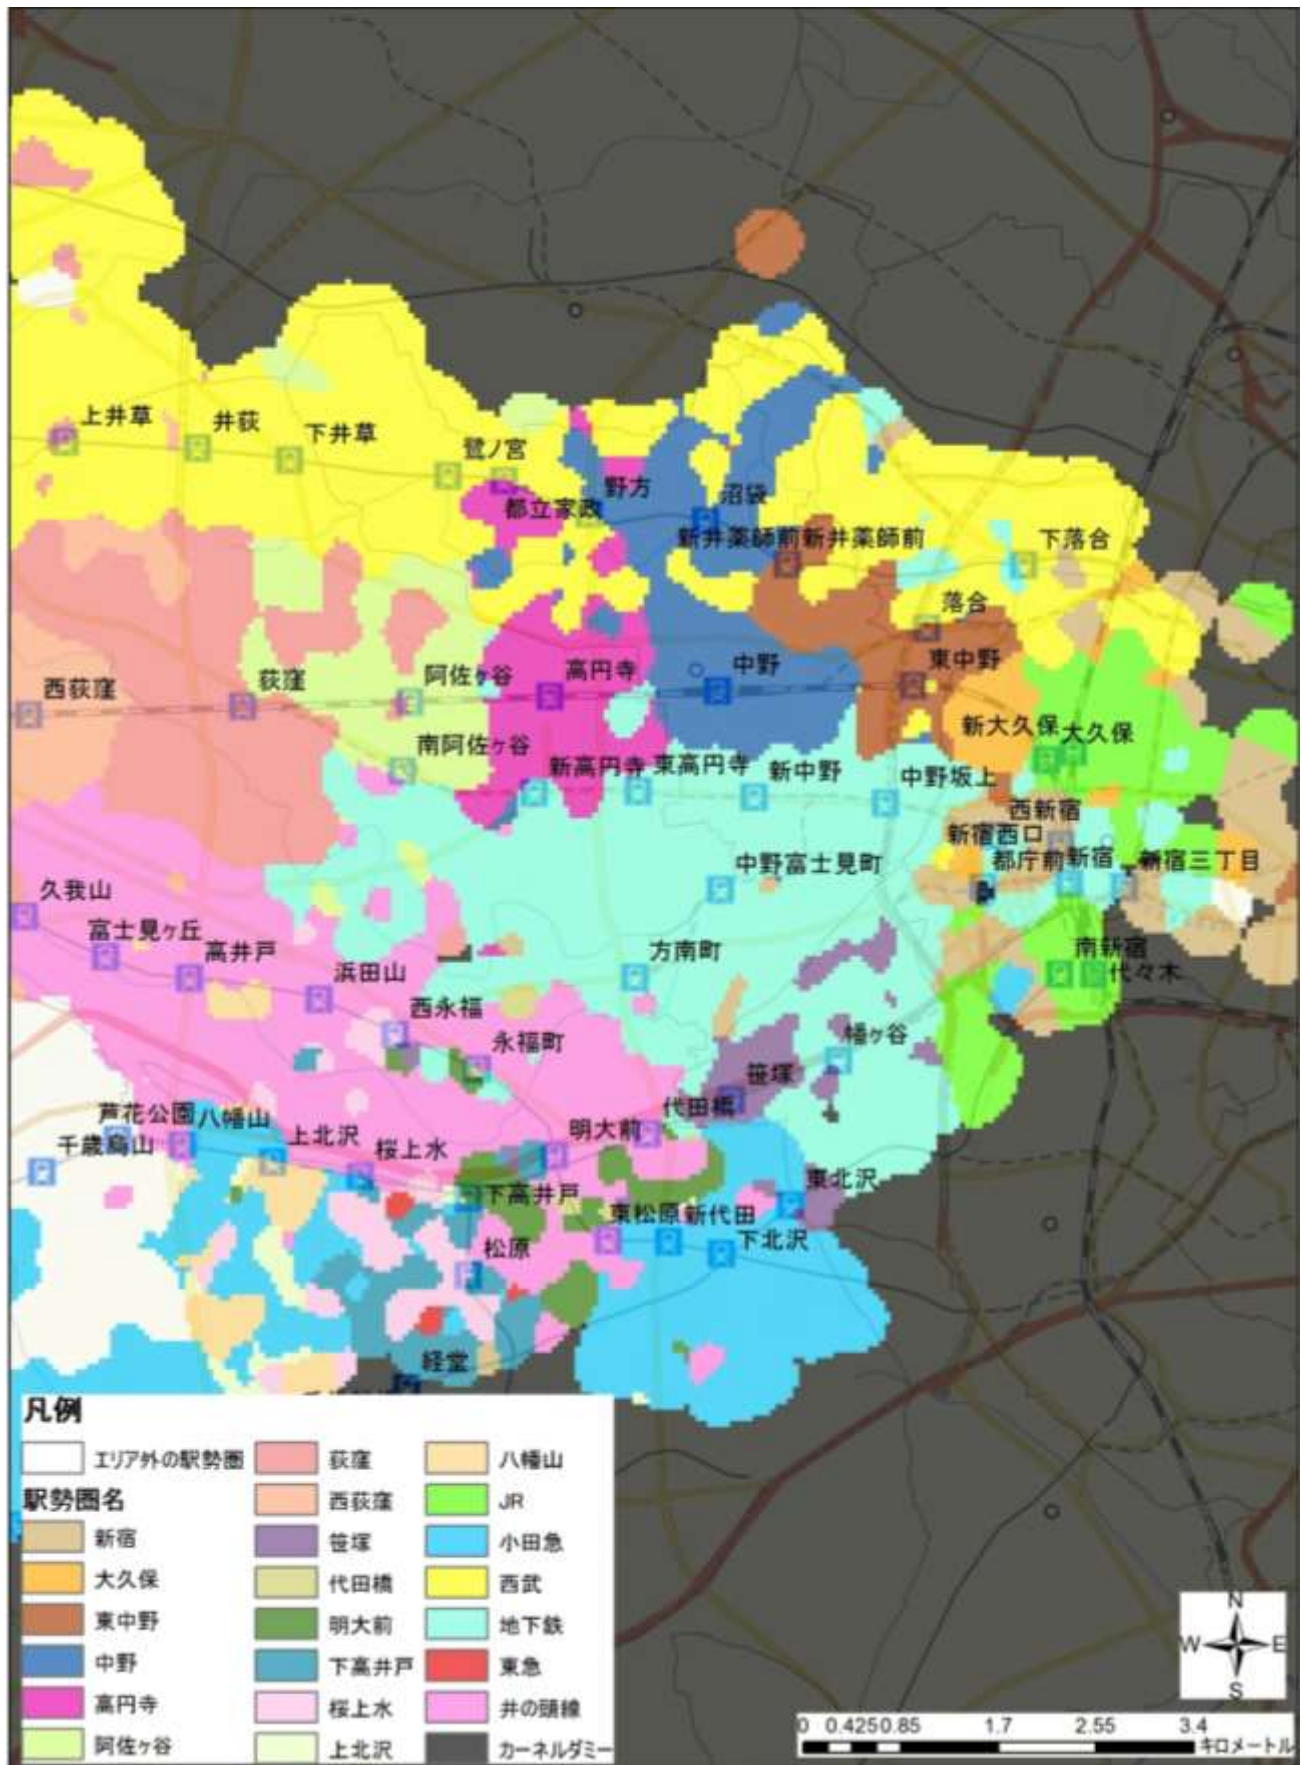 上井草
井荻
下井草
鷺ノ宮
都立家政
野方
沼袋
新井薬師前新井薬師前
下落合
落合
西荻窪
荻窪
阿佐ヶ谷
高円寺
中野
東中野
南阿佐ヶ谷
新高円寺
東高円寺
新中野
中野坂上
新大久保
大久保
西新宿
新宿西口
都庁前
新宿
新宿三丁目
中野富士見町
久我山
富士見ヶ丘
高井戸
浜田山
方南町
南新宿
代々木
西永福
永福町
幡ヶ谷
笹塚
代田橋
明大前
芦花公園
八幡山
千歳烏山
上北沢
桜上水
下高井戸
東松原
新代田
東北沢
下北沢
松原
経堂
凡例
エリア外の駅勢圏
駅勢圏名
新宿
大久保
東中野
中野
高円寺
阿佐ヶ谷
荻窪
西荻窪
笹塚
代田橋
明大前
下高井戸
桜上水
上北沢
八幡山
JR
小田急
西武
地下鉄
東急
井の頭線
カーネルダミー
N
W E
S
0 0.425 0.85 1.7 2.55 3.4
キロメートル